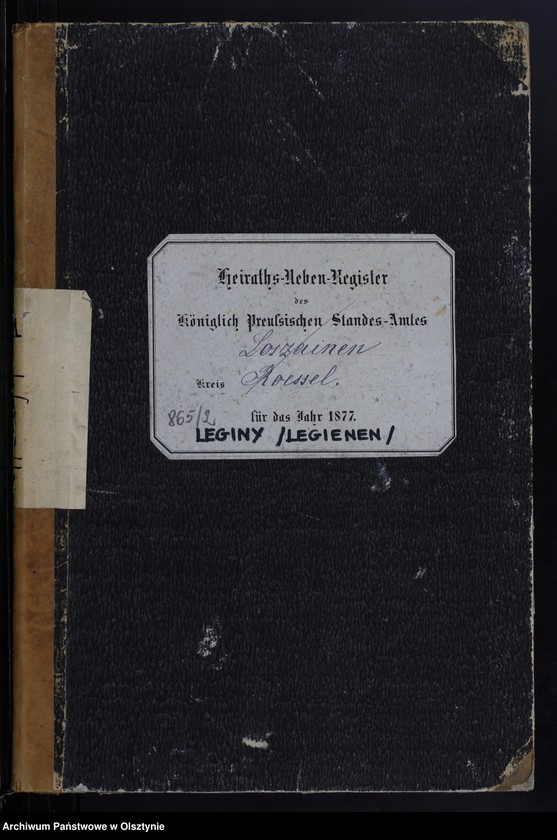 Heiraths-Neben-Register
des
Königlich Preußischen Standes-Amtes
Loszainen
Kreis Roessel.
865/2 für das Jahr 1877.
LEGINY /LEGIENEN/
Archiwum Państwowe w Olsztynie